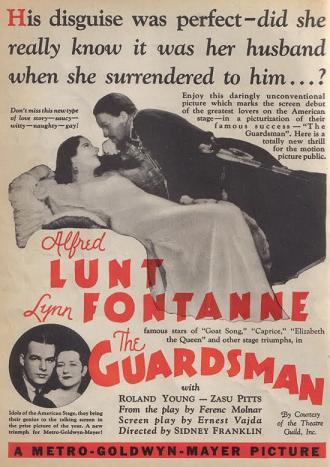 His disguise was perfect—did she
really know it was her husband
when she surrendered to him...?
Don't miss this new type
of love story—saucy—
witty—naughty—gay!
Enjoy this daringly unconventional
picture which marks the screen debut
of the greatest lovers on the American
stage—in a picturization of their
famous success—"The
Guardsman". Here is a
totally new thrill for
the motion
picture public.
Alfred
LUNT
Lynn FONTANNE
famous stars of "Goat Song," "Caprice," "Elizabeth
the Queen" and other stage triumphs, in
The
GUARDSMAN
with
ROLAND YOUNG — ZASU PITTS
From the play by Ferenc Molnar
Screen play by Ernest Vajda
Directed by SIDNEY FRANKLIN
Idols of the American Stage, they bring
their genius to the talking screen in
the prize picture of the year. A new
triumph for Metro-Goldwyn-Mayer!
By Courtesy
of the Theatre
Guild, Inc.
A METRO-GOLDWYN-MAYER PICTURE